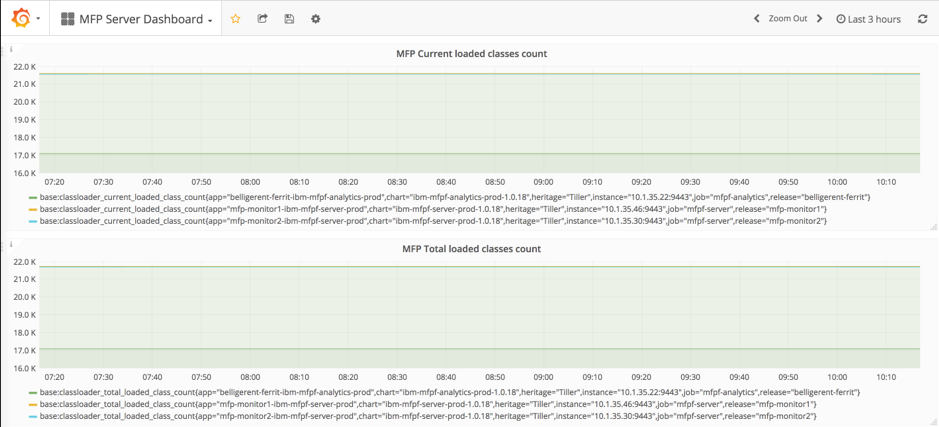 MFP Server Dashboard
Zoom Out
Last 3 hours
MFP Current loaded classes count
22.0 K
21.0 K
20.0 K
19.0 K
18.0 K
17.0 K
16.0 K
07:20 07:30 07:40 07:50 08:00 08:10 08:20 08:30 08:40 08:50 09:00 09:10 09:20 09:30 09:40 09:50 10:00 10:10
base:classloader_current_loaded_class_count{app="belligerent-ferrit-ibm-mfpf-analytics-prod",chart="ibm-mfpf-analytics-prod-1.0.18",heritage="Tiller",instance="10.1.35.22:9443",job="mfpf-analytics",release="belligerent-ferrit"}
base:classloader_current_loaded_class_count{app="mfp-monitor1-ibm-mfpf-server-prod",chart="ibm-mfpf-server-prod-1.0.18",heritage="Tiller",instance="10.1.35.46:9443",job="mfpf-server",release="mfp-monitor1"}
base:classloader_current_loaded_class_count{app="mfp-monitor2-ibm-mfpf-server-prod",chart="ibm-mfpf-server-prod-1.0.18",heritage="Tiller",instance="10.1.35.30:9443",job="mfpf-server",release="mfp-monitor2"}
MFP Total loaded classes count
22.0 K
21.0 K
20.0 K
19.0 K
18.0 K
17.0 K
16.0 K
07:20 07:30 07:40 07:50 08:00 08:10 08:20 08:30 08:40 08:50 09:00 09:10 09:20 09:30 09:40 09:50 10:00 10:10
base:classloader_total_loaded_class_count{app="belligerent-ferrit-ibm-mfpf-analytics-prod",chart="ibm-mfpf-analytics-prod-1.0.18",heritage="Tiller",instance="10.1.35.22:9443",job="mfpf-analytics",release="belligerent-ferrit"}
base:classloader_total_loaded_class_count{app="mfp-monitor1-ibm-mfpf-server-prod",chart="ibm-mfpf-server-prod-1.0.18",heritage="Tiller",instance="10.1.35.46:9443",job="mfpf-server",release="mfp-monitor1"}
base:classloader_total_loaded_class_count{app="mfp-monitor2-ibm-mfpf-server-prod",chart="ibm-mfpf-server-prod-1.0.18",heritage="Tiller",instance="10.1.35.30:9443",job="mfpf-server",release="mfp-monitor2"}